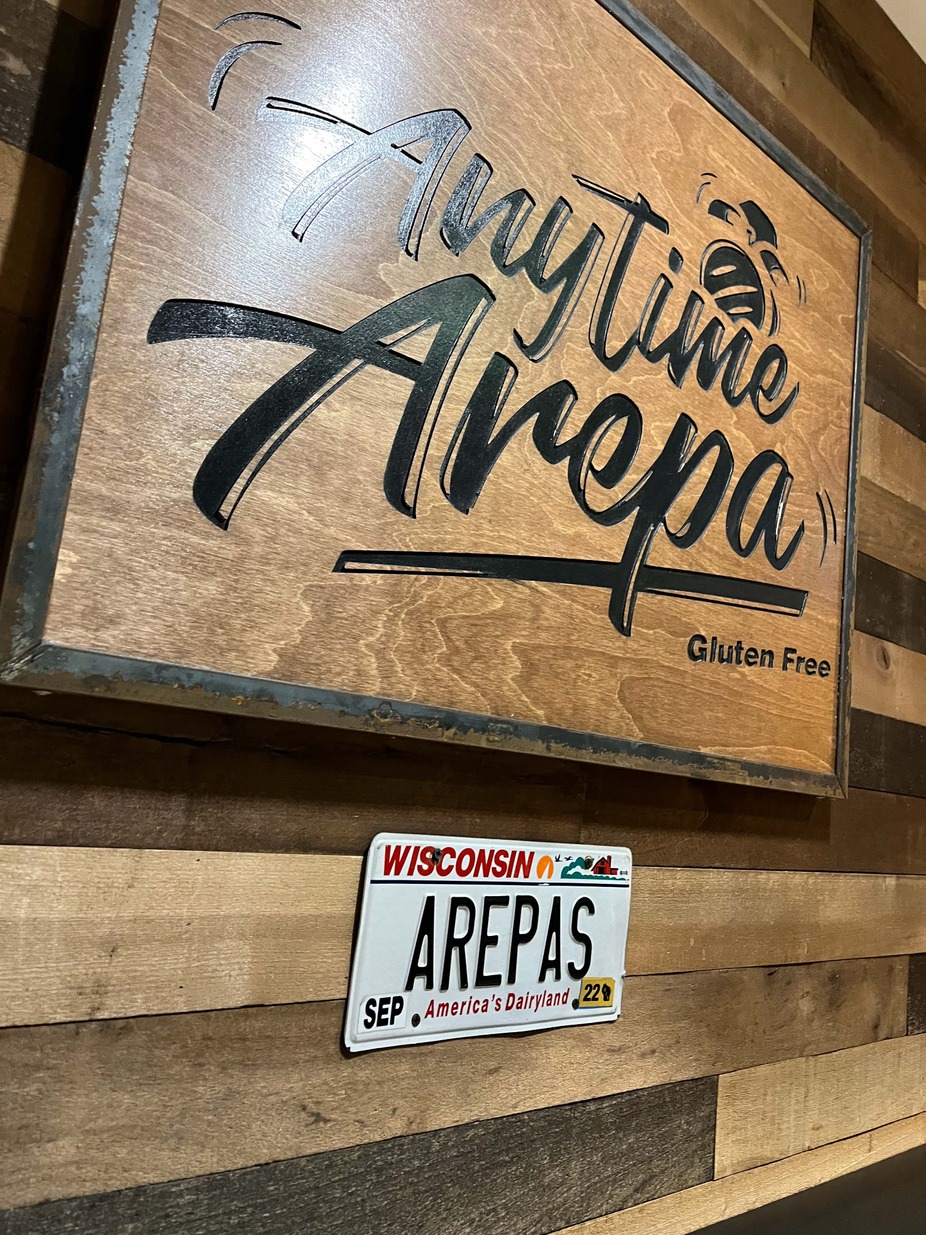 Anytime
Arepa
Gluten Free
WISCONSIN
AREPAS
SEP America's Dairyland 22